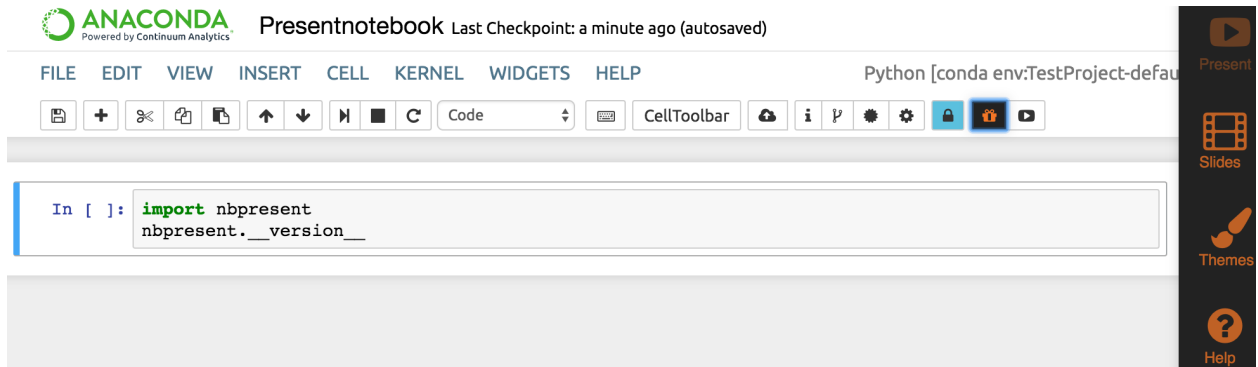 ANACONDA
Powered by Continuum Analytics
Presentnotebook Last Checkpoint: a minute ago (autosaved)
FILE EDIT VIEW INSERT CELL KERNEL WIDGETS HELP
Python [conda env:TestProject-defau
Code
CellToolbar
In [ ]: import nbpresent
nbpresent.__version__
Present
Slides
Themes
Help